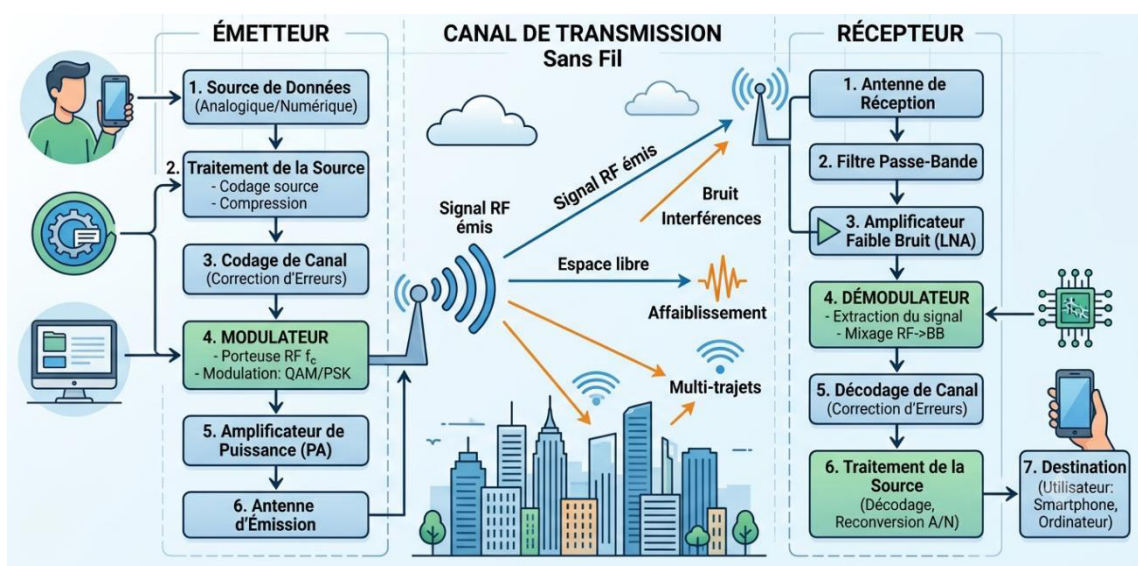 ÉMETTEUR
1. Source de Données
(Analogique/Numérique)
2. Traitement de la Source
- Codage source
- Compression
3. Codage de Canal
(Correction d'Erreurs)
4. MODULATEUR
- Porteuse RF fc
- Modulation: QAM/PSK
5. Amplificateur de
Puissance (PA)
6. Antenne
d'Émission
CANAL DE TRANSMISSION
Sans Fil
Signal RF
émis
Signal RF émis
Bruit
Interférences
Espace libre
Affaiblissement
Multi-trajets
RÉCEPTEUR
1. Antenne de
Réception
2. Filtre Passe-Bande
3. Amplificateur
Faible Bruit (LNA)
4. DÉMODULATEUR
- Extraction du signal
- Mixage RF->BB
5. Décodage de Canal
(Correction d'Erreurs)
6. Traitement de la
Source
(Décodage,
Reconversion A/N)
7. Destination
(Utilisateur:
Smartphone,
Ordinateur)